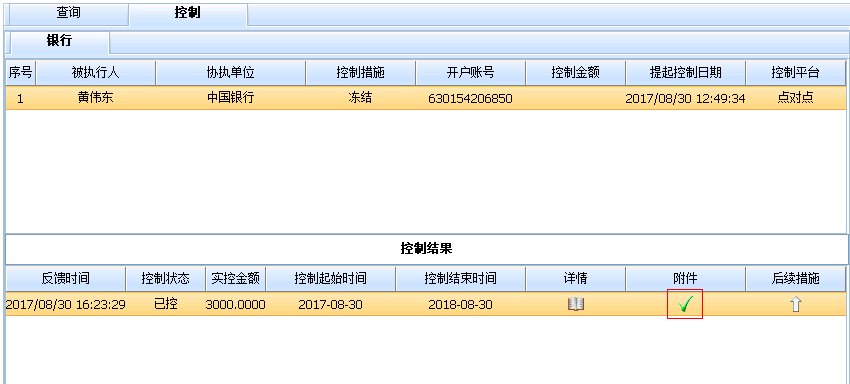 查询 控制
银行
序号 被执行人 协执单位 控制措施 开户账号 控制金额 提起控制日期 控制平台
1 黄伟东 中国银行 冻结 630154206850 2017/08/30 12:49:34 点对点
控制结果
反馈时间 控制状态 实控金额 控制起始时间 控制结束时间 详情 附件 后续措施
2017/08/30 16:23:29 已控 3000.0000 2017-08-30 2018-08-30